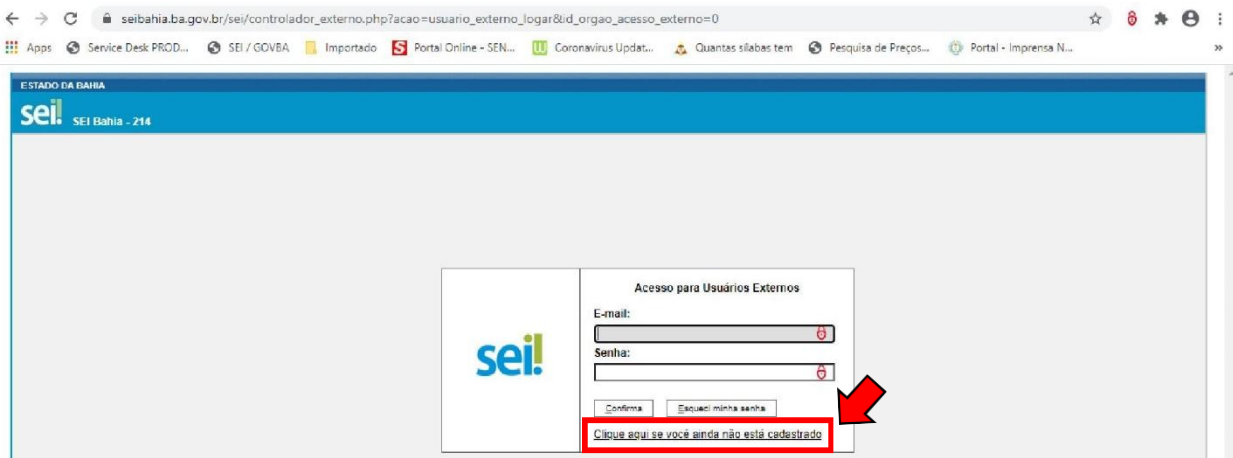 seibahia.ba.gov.br/sei/controlador_externo.php?acao=usuario_externo_logar&id_orgao_acesso_externo=0
Apps Service Desk PROD... SEI / GOVBA Importado Portal Online - SEN... Coronavirus Updat... Quantas sílabas tem Pesquisa de Preços... Portal - Imprensa N... »
ESTADO DA BAHIA
sei! SEI Bahia - 214
Acesso para Usuários Externos
E-mail:
sei!
Senha:
Confirma Esqueci minha senha
Clique aqui se você ainda não está cadastrado